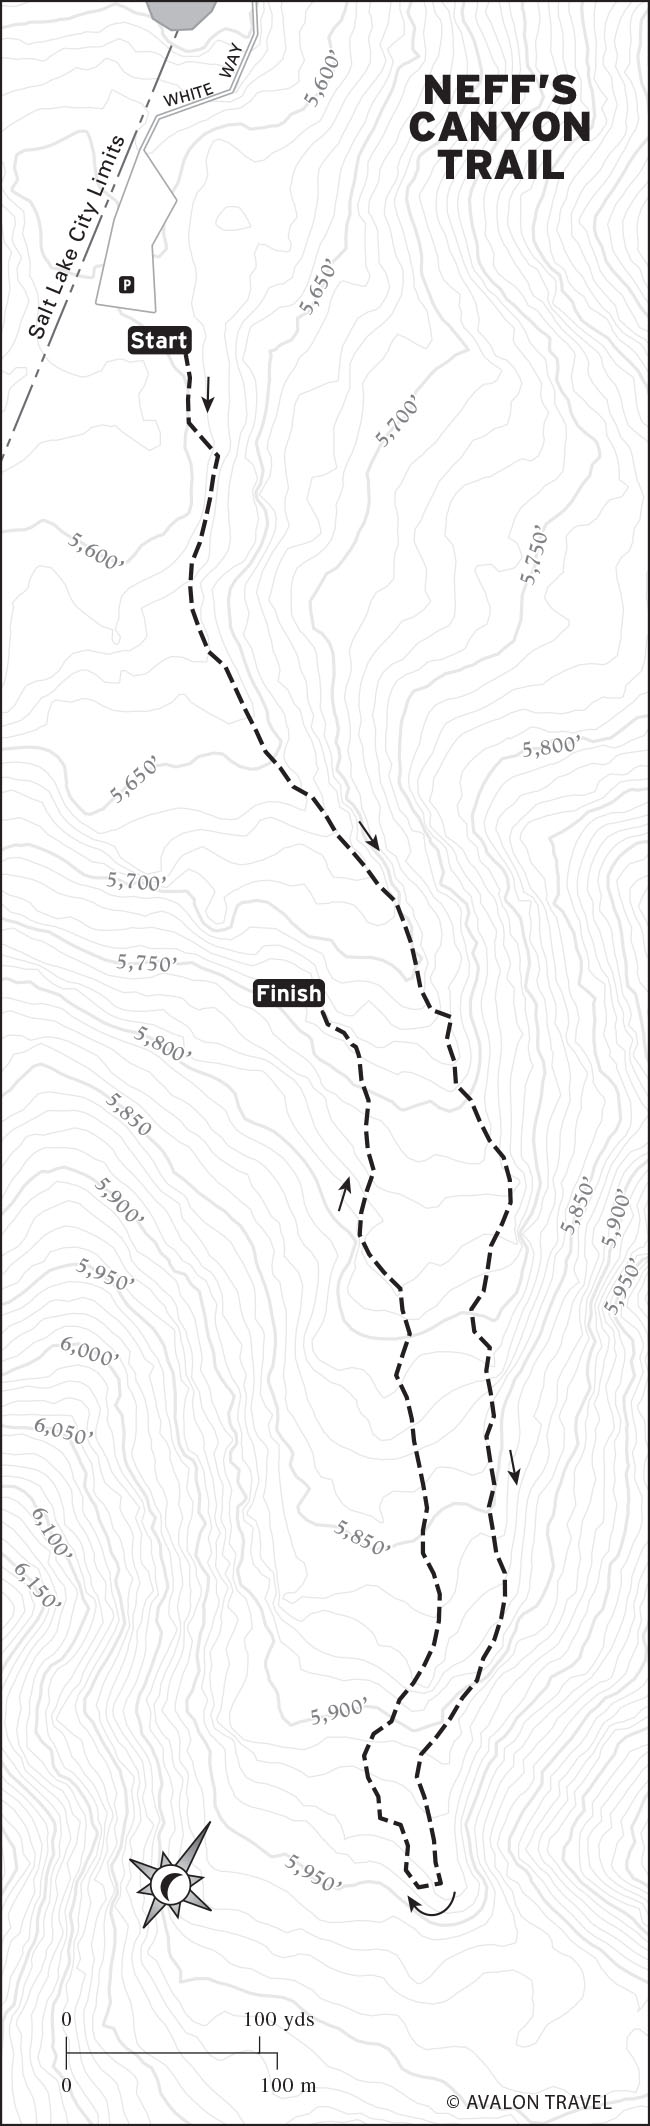 WHITE WAY
5,600'
NEFF'S
CANYON
TRAIL
Salt Lake City Limits
5,650'
P
Start
5,700'
5,600'
5,750'
5,800'
5,650'
5,700'
5,750'
Finish
5,800'
5,850
5,900'
5,850'
5,900'
5,950'
5,950'
6,000'
6,050'
6,100'
5,850'
6,150'
5,900'
5,950'
0 100 yds
0 100 m
© AVALON TRAVEL